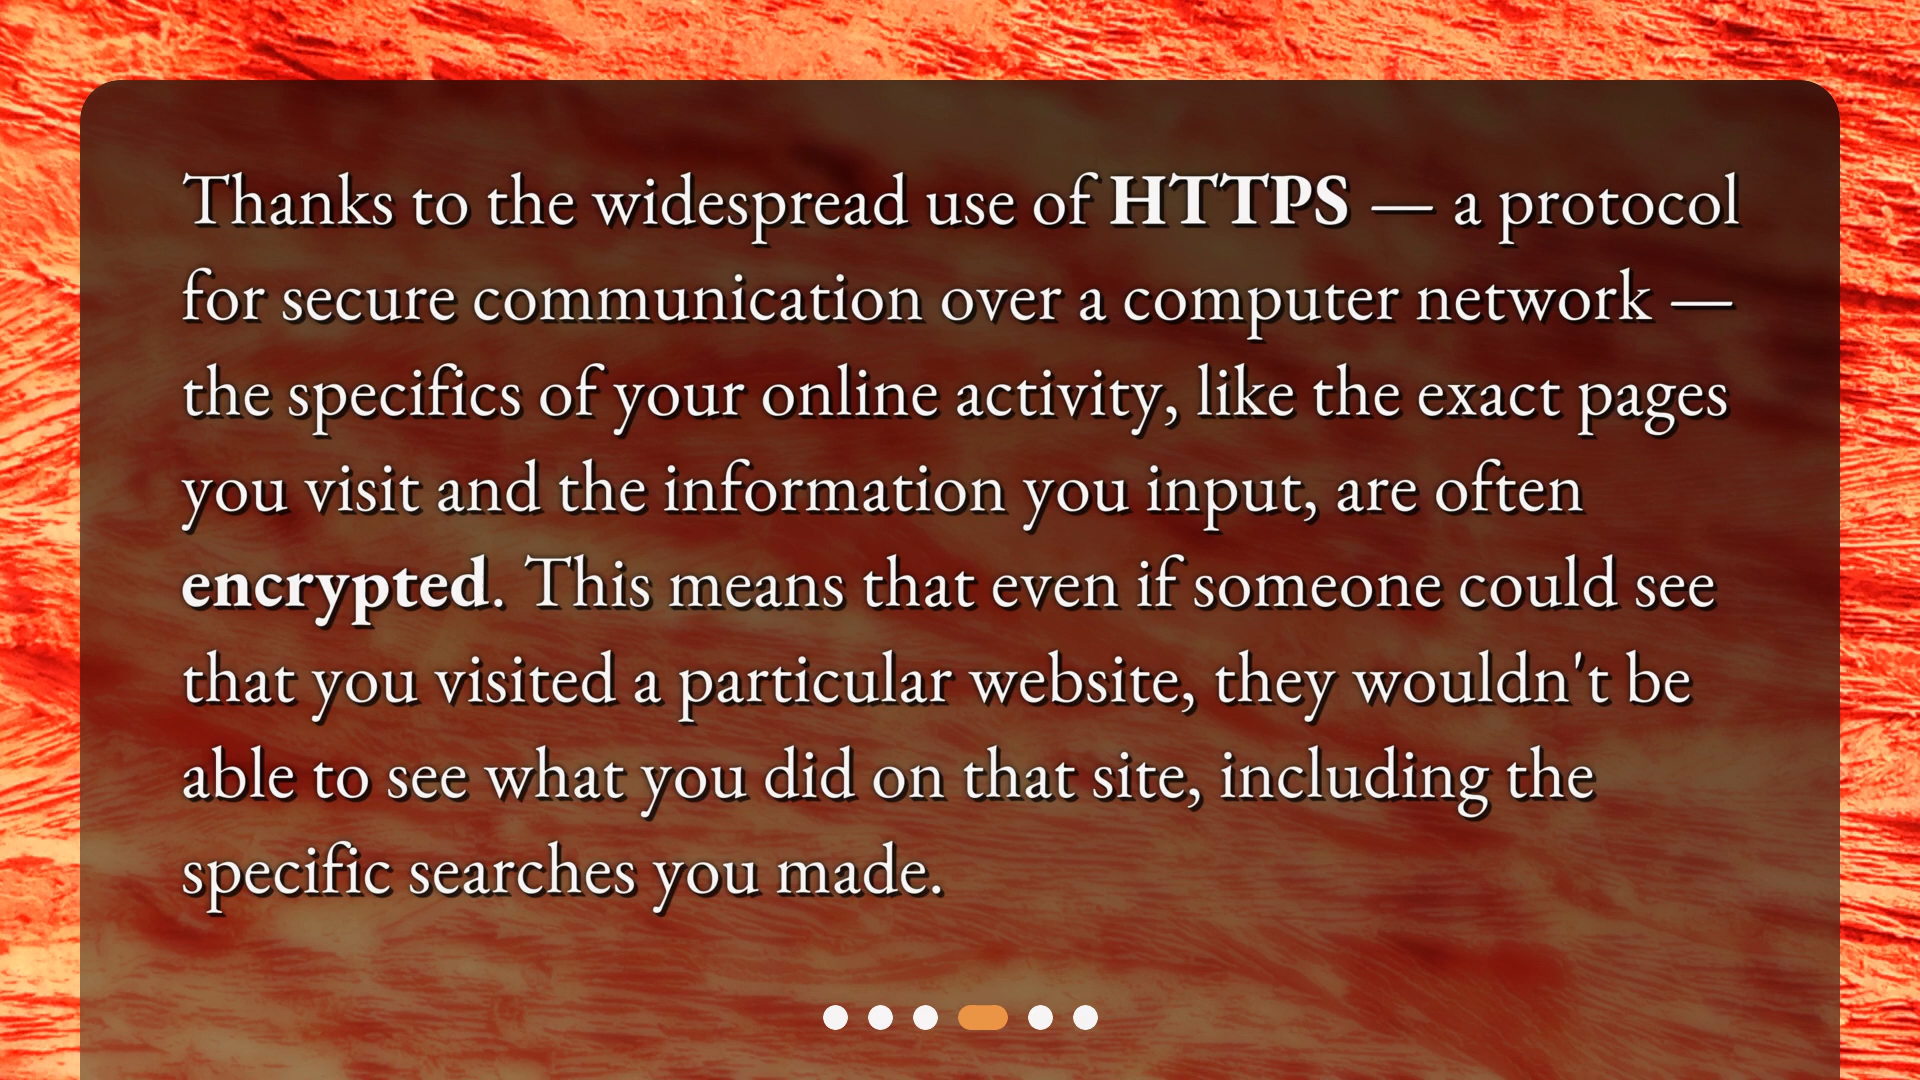 Thanks to the widespread use of HTTPS — a protocol
for secure communication over a computer network —
the specifics of your online activity, like the exact pages
you visit and the information you input, are often
encrypted. This means that even if someone could see
that you visited a particular website, they wouldn't be
able to see what you did on that site, including the
specific searches you made.